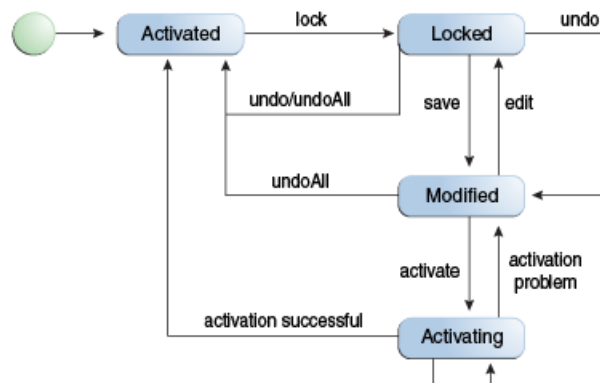 Activated
lock
Locked
undo
undo/undoAll
save
edit
undoAll
Modified
activate
activation
problem
activation successful
Activating